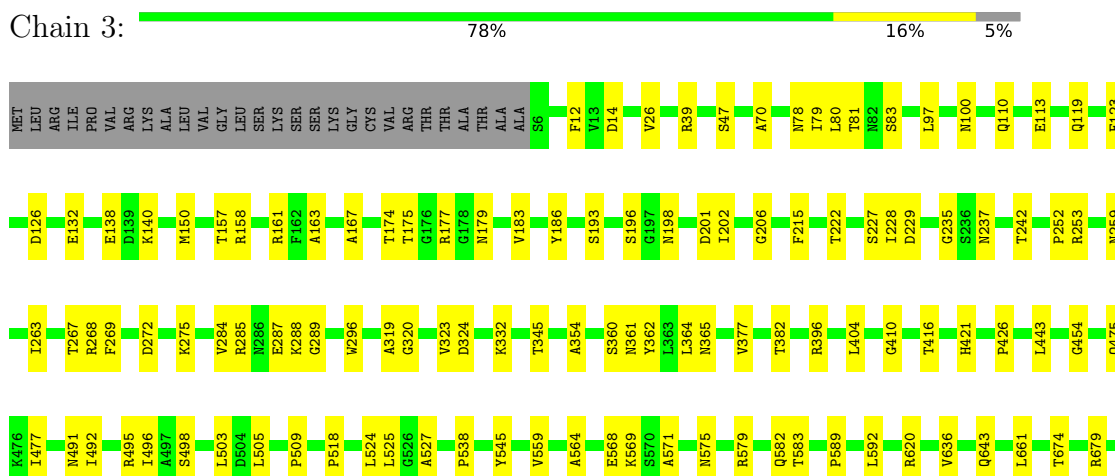 Chain 3:
78% 16% 5%
MET LEU ARG ILE PRO VAL ARG LYS ALA LEU VAL GLY LEU SER LYS SER SER LYS GLY CYS VAL ARG THR THR ALA THR ALA ALA S6 F12 V13 D14 V26 R39 S47 A70 N78 I79 L80 T81 N82 S83 L97 N100 Q110 E113 Q119
D126 E132 E138 D139 K140 M150 T157 R158 R161 F162 A163 A167 T174 T175 G176 R177 G178 N179 V183 Y186 S193 S196 G197 N198 D201 I202 G206 F215 T222 S227 I228 D229 G235 S236 N237 T242 P252 R253
I263 T267 R268 F269 D272 K275 V284 R285 N286 E287 K288 G289 W296 A319 G320 V323 D324 K332 T345 A354 S360 N361 Y362 L363 L364 N365 V377 T382 R396 L404 G410 T416 H421 P426 L443 G454
K476 I477 N491 I492 R495 I496 A497 S498 L503 D504 L505 P509 P518 L524 L525 G526 A527 P538 Y545 V559 A564 E568 K569 S570 A571 N575 R579 Q582 T583 P589 L592 R620 V636 Q643 L661 T674 R679